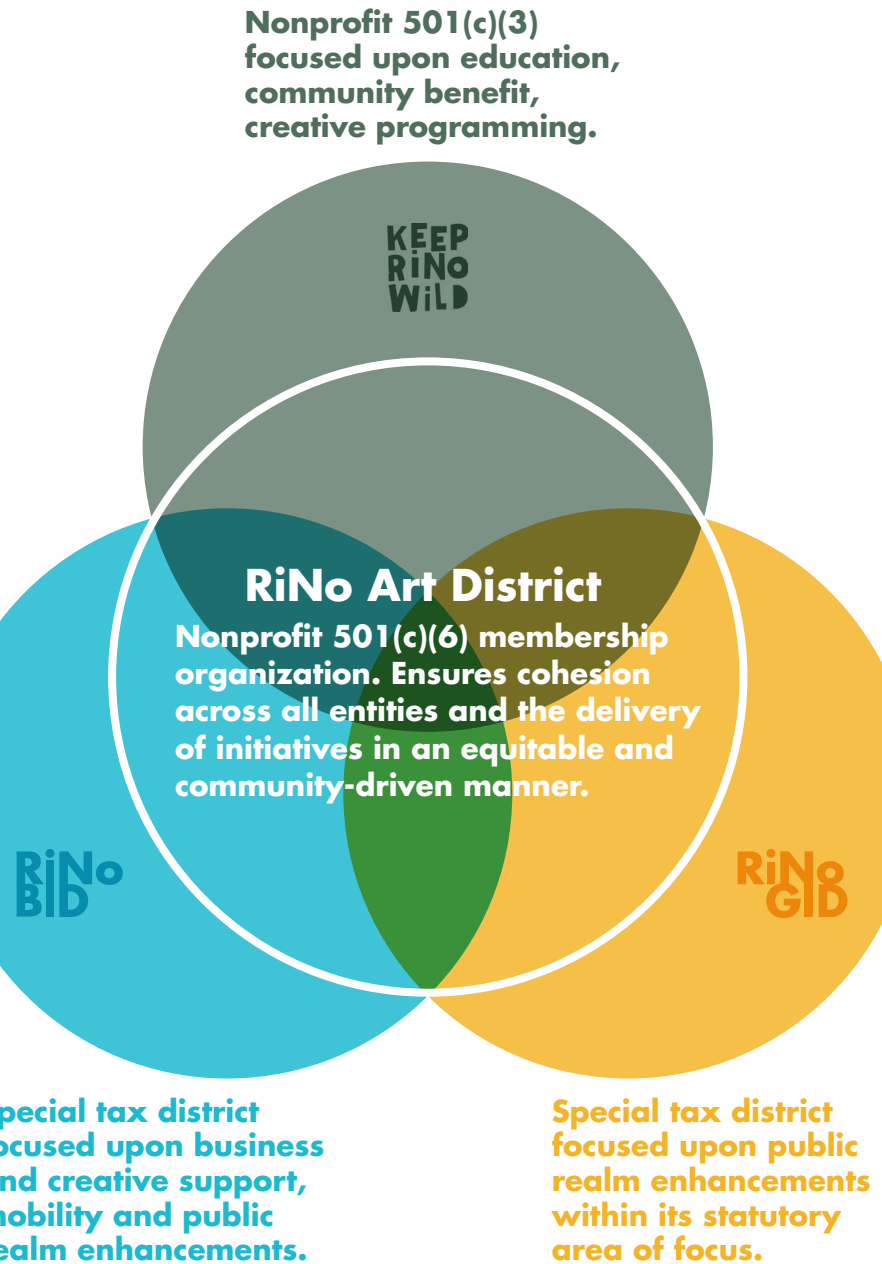 Nonprofit 501(c)(3)
focused upon education,
community benefit,
creative programming.
KEEP
RiNo
WiLD
RiNo Art District
Nonprofit 501(c)(6) membership
organization. Ensures cohesion
across all entities and the delivery
of initiatives in an equitable and
community-driven manner.
RiNo
BID
RiNo
GID
pecial tax district
ocused upon business
nd creative support,
mobility and public
ealm enhancements.
Special tax district
focused upon public
realm enhancements
within its statutory
area of focus.